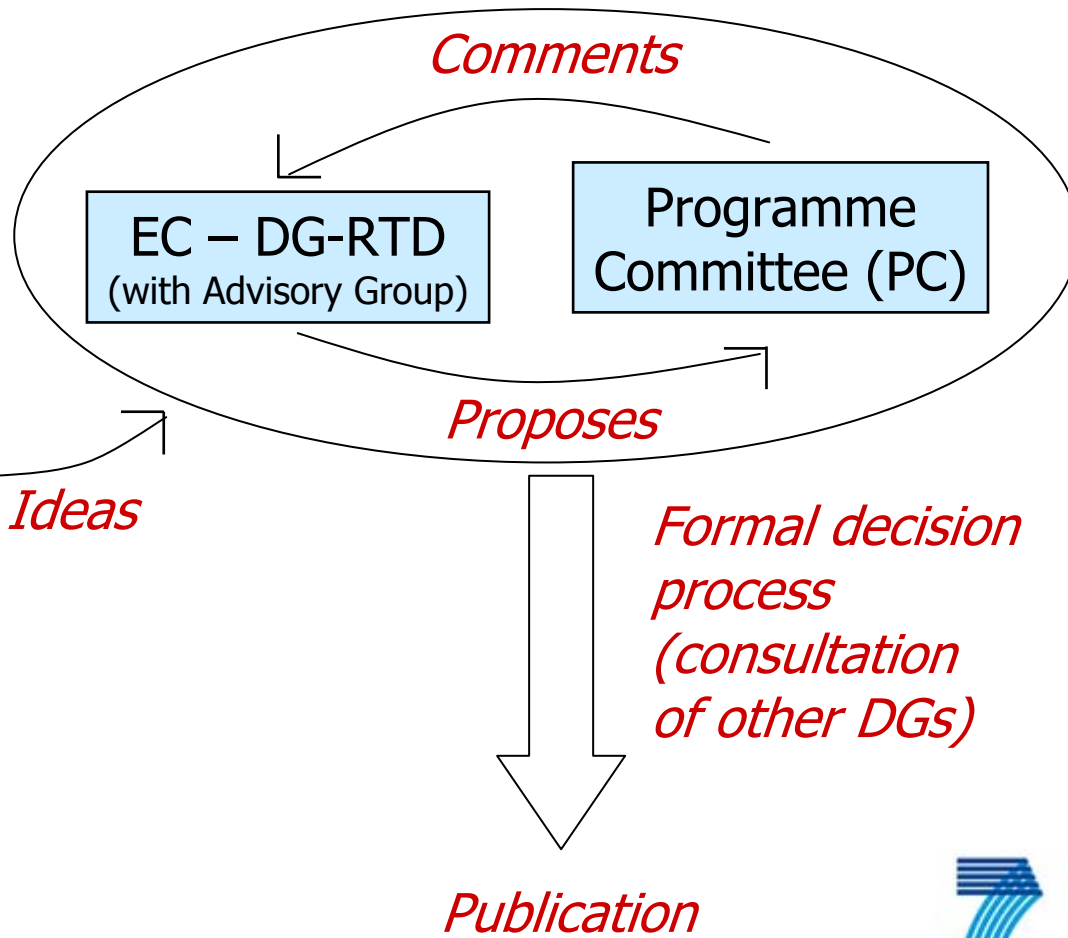 Comments
EC – DG-RTD
(with Advisory Group)
Programme
Committee (PC)
Proposes
Ideas
Formal decision
process
(consultation
of other DGs)
Publication
7